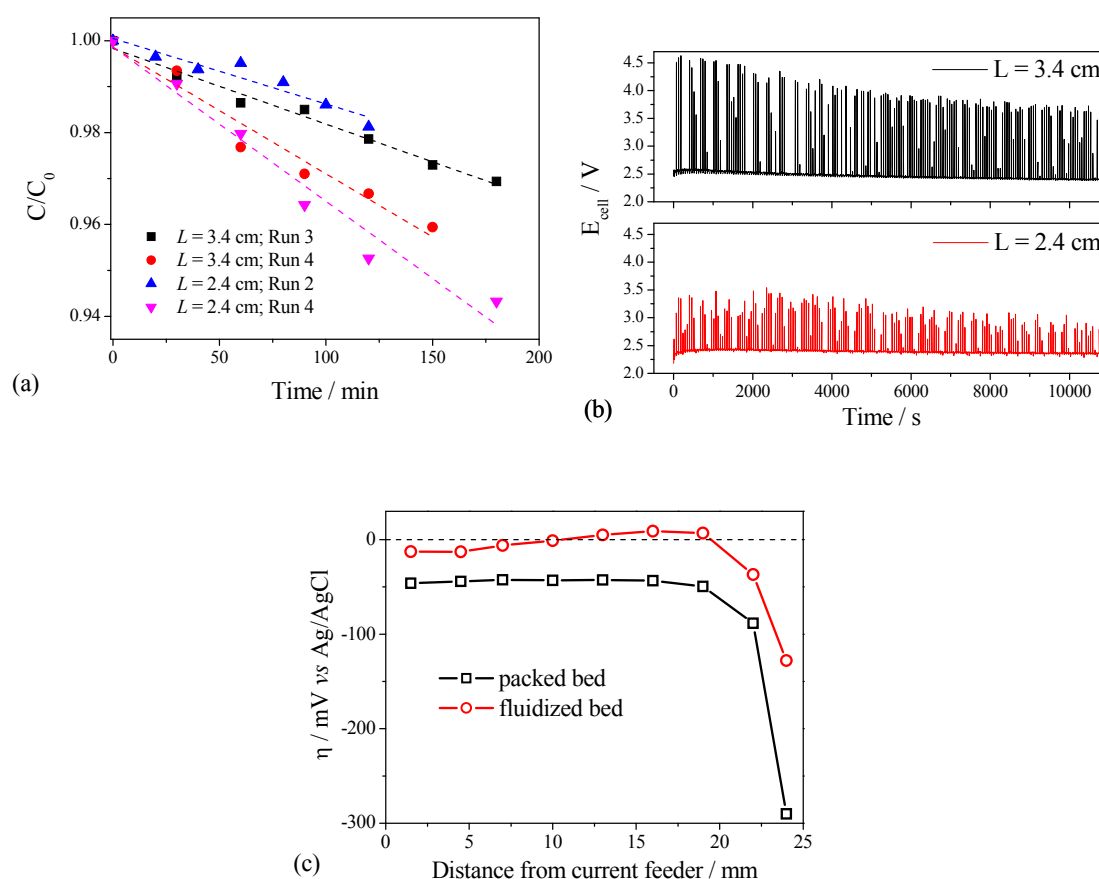 1.00
0.98
0.96
0.94
C/C0
L = 3.4 cm; Run 3
L = 3.4 cm; Run 4
L = 2.4 cm; Run 2
L = 2.4 cm; Run 4
0
50
100
150
200
Time / min
(a)
4.5
4.0
3.5
3.0
2.5
2.0
L = 3.4 cm
Ecell / V
4.5
4.0
3.5
3.0
2.5
2.0
L = 2.4 cm
0
2000
4000
6000
8000
10000
Time / s
(b)
0
-100
-200
-300
η / mV vs Ag/AgCl
packed bed
fluidized bed
0
5
10
15
20
25
Distance from current feeder / mm
(c)